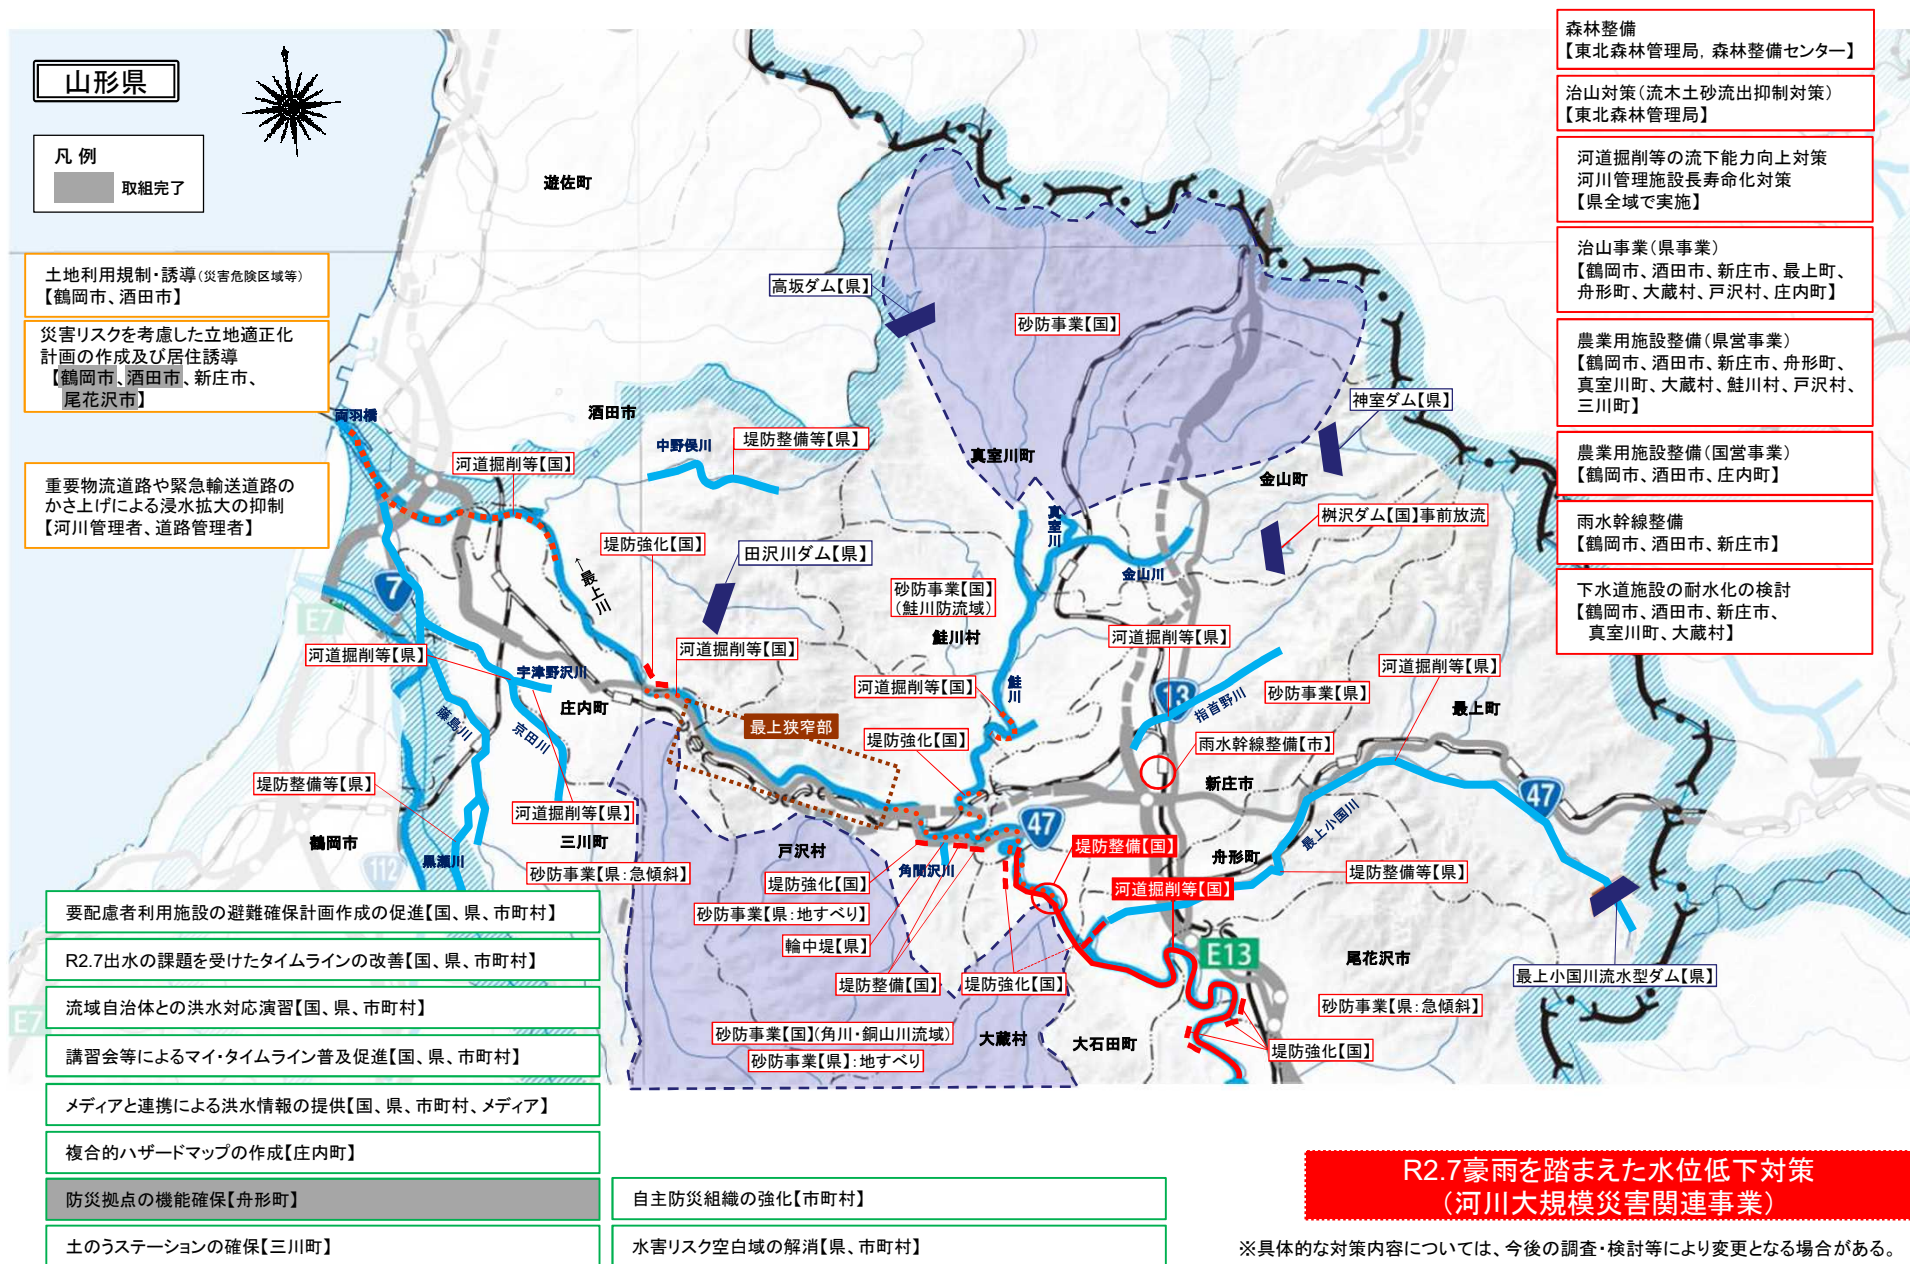 山形県
凡 例
取組完了
土地利用規制・誘導(災害危険区域等)
【鶴岡市、酒田市】
災害リスクを考慮した立地適正化
計画の作成及び居住誘導
【鶴岡市、酒田市、新庄市、
尾花沢市】
重要物流道路や緊急輸送道路の
かさ上げによる浸水拡大の抑制
【河川管理者、道路管理者】
森林整備
【東北森林管理局, 森林整備センター】
治山対策(流木土砂流出抑制対策)
【東北森林管理局】
河道掘削等の流下能力向上対策
河川管理施設長寿命化対策
【県全域で実施】
治山事業(県事業)
【鶴岡市、酒田市、新庄市、最上町、
舟形町、大蔵村、戸沢村、庄内町】
農業用施設整備(県営事業)
【鶴岡市、酒田市、新庄市、舟形町、
真室川町、大蔵村、鮭川村、戸沢村、
三川町】
農業用施設整備(国営事業)
【鶴岡市、酒田市、庄内町】
雨水幹線整備
【鶴岡市、酒田市、新庄市】
下水道施設の耐水化の検討
【鶴岡市、酒田市、新庄市、
真室川町、大蔵村】
遊佐町
高坂ダム【県】
砂防事業【国】
神室ダム【県】
両羽橋
酒田市
中野俣川
堤防整備等【県】
河道掘削等【国】
真室川町
金山町
桝沢ダム【国】事前放流
真室川
金山川
堤防強化【国】
田沢川ダム【県】
←最上川
砂防事業【国】
(鮭川防流域)
鮭川村
7
E7
河道掘削等【県】
宇津野沢川
河道掘削等【国】
河道掘削等【県】
河道掘削等【県】
河道掘削等【国】
鮭川
13
指首野川
砂防事業【県】
最上町
庄内町
藤島川
京田川
最上狭窄部
堤防強化【国】
雨水幹線整備【市】
新庄市
堤防整備等【県】
河道掘削等【県】
47
47
最上小国川
鶴岡市
112
黒瀬川
三川町
砂防事業【県:急傾斜】
戸沢村
角間沢川
堤防整備【国】
舟形町
堤防強化【国】
河道掘削等【国】
堤防整備等【県】
砂防事業【県:地すべり】
輪中堤【県】
E13
尾花沢市
堤防整備【国】
堤防強化【国】
最上小国川流水型ダム【県】
砂防事業【県:急傾斜】
砂防事業【国】(角川・銅山川流域)
大蔵村
大石田町
堤防強化【国】
砂防事業【県】:地すべり
E7
要配慮者利用施設の避難確保計画作成の促進【国、県、市町村】
R2.7出水の課題を受けたタイムラインの改善【国、県、市町村】
流域自治体との洪水対応演習【国、県、市町村】
講習会等によるマイ・タイムライン普及促進【国、県、市町村】
メディアと連携による洪水情報の提供【国、県、市町村、メディア】
複合的ハザードマップの作成【庄内町】
防災拠点の機能確保【舟形町】
土のうステーションの確保【三川町】
自主防災組織の強化【市町村】
水害リスク空白域の解消【県、市町村】
R2.7豪雨を踏まえた水位低下対策
(河川大規模災害関連事業)
※具体的な対策内容については、今後の調査・検討等により変更となる場合がある。